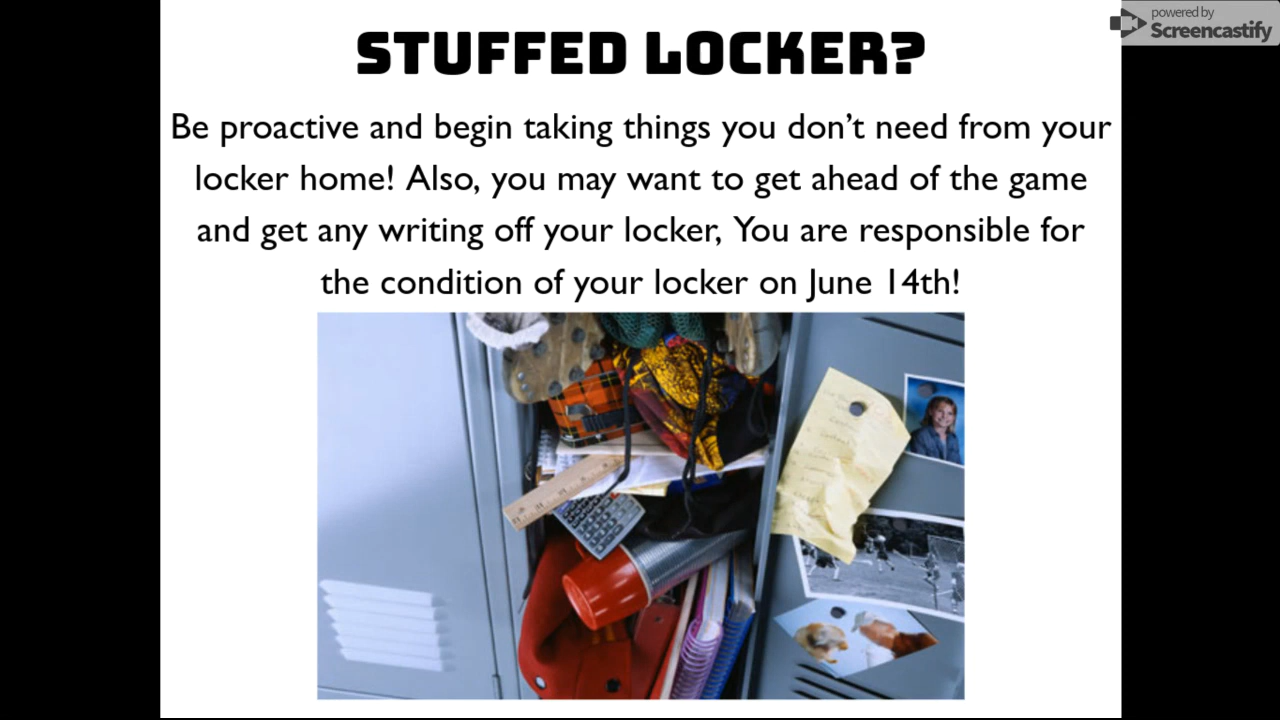 powered by
Screencastify
STUFFED LOCKER?
Be proactive and begin taking things you don't need from your
locker home! Also, you may want to get ahead of the game
and get any writing off your locker, You are responsible for
the condition of your locker on June 14th!